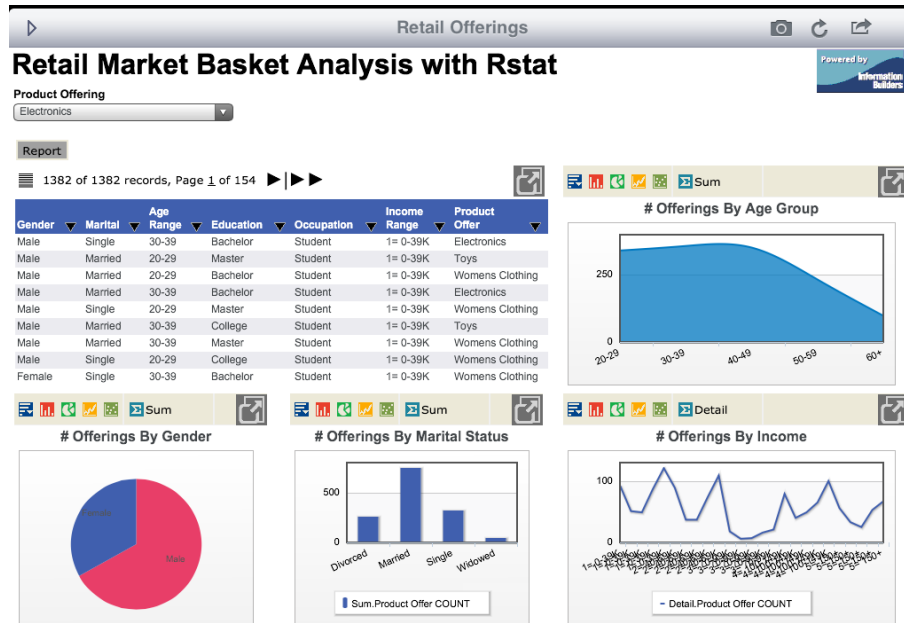 Retail Offerings
Retail Market Basket Analysis with Rstat
Powered by
Information
Builders
Product Offering
Electronics
Report
1382 of 1382 records, Page 1 of 154
Gender Marital Age Range Education Occupation Income Range Product Offer
Male Single 30-39 Bachelor Student 1= 0-39K Electronics
Male Married 20-29 Master Student 1= 0-39K Toys
Male Married 20-29 Bachelor Student 1= 0-39K Womens Clothing
Male Married 30-39 Bachelor Student 1= 0-39K Electronics
Male Single 20-29 Master Student 1= 0-39K Womens Clothing
Male Married 30-39 College Student 1= 0-39K Toys
Male Married 30-39 Master Student 1= 0-39K Womens Clothing
Male Single 20-29 College Student 1= 0-39K Womens Clothing
Female Single 30-39 Bachelor Student 1= 0-39K Womens Clothing
Sum
# Offerings By Age Group
250
0
20-29 30-39 40-49 50-59 60+
Sum
# Offerings By Gender
Female
Male
Sum
# Offerings By Marital Status
500
0
Divorced Married Single Widowed
Sum.Product Offer COUNT
Detail
# Offerings By Income
100
0
Detail.Product Offer COUNT